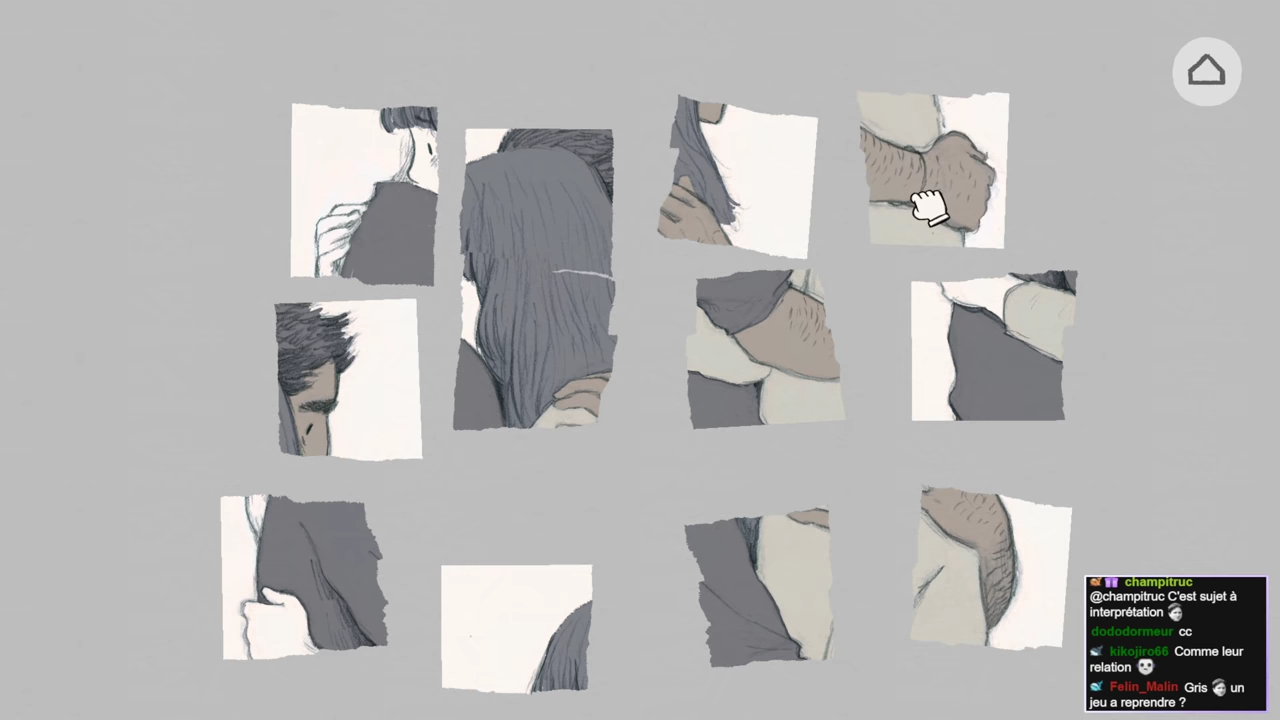 champitruc
@champitruc C'est sujet à
interprétation
dododormeur cc
kikojiro66 Comme leur
relation
Felin_Malin Gris un
jeu a reprendre ?